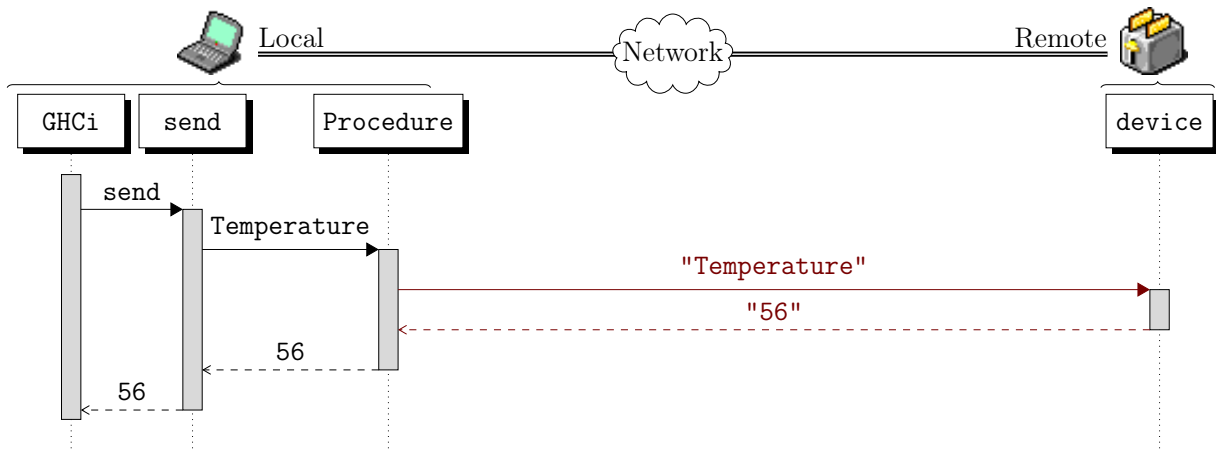 Local
Network
Remote
GHCi
send
Procedure
device
send
Temperature
"Temperature"
"56"
56
56